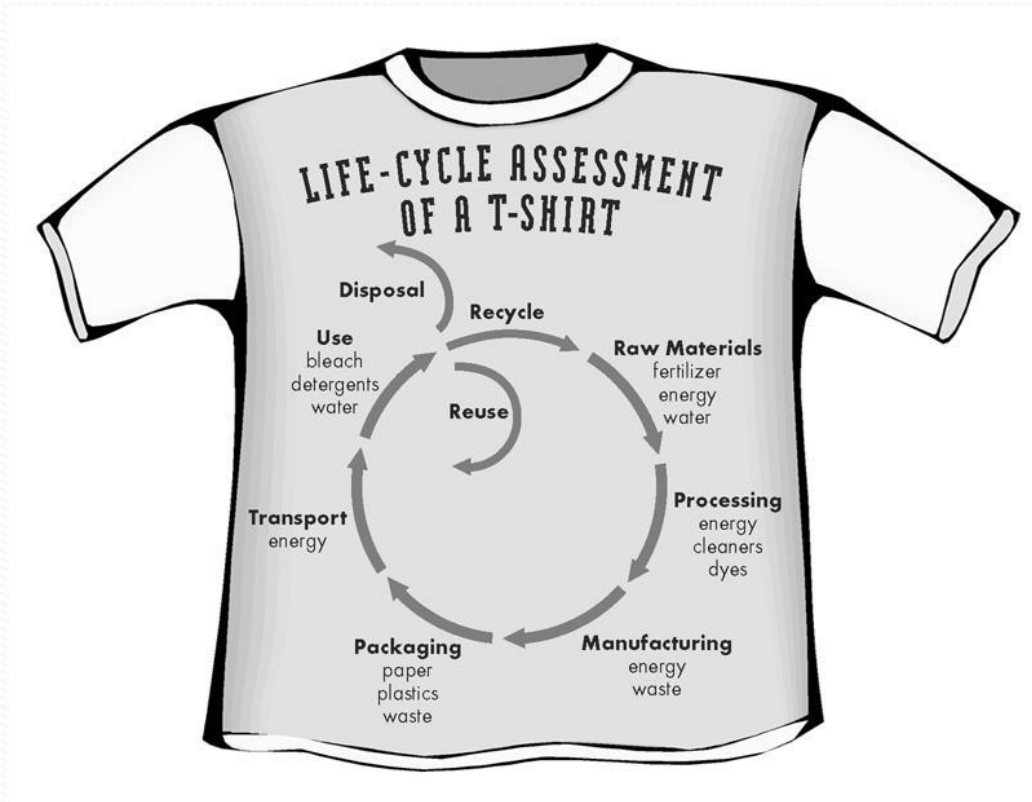 LIFE-CYCLE ASSESSMENT
OF A T-SHIRT
Disposal
Recycle
Raw Materials
fertilizer
energy
water
Processing
energy
cleaners
dyes
Manufacturing
energy
waste
Packaging
paper
plastics
waste
Transport
energy
Use
bleach
detergents
water
Reuse